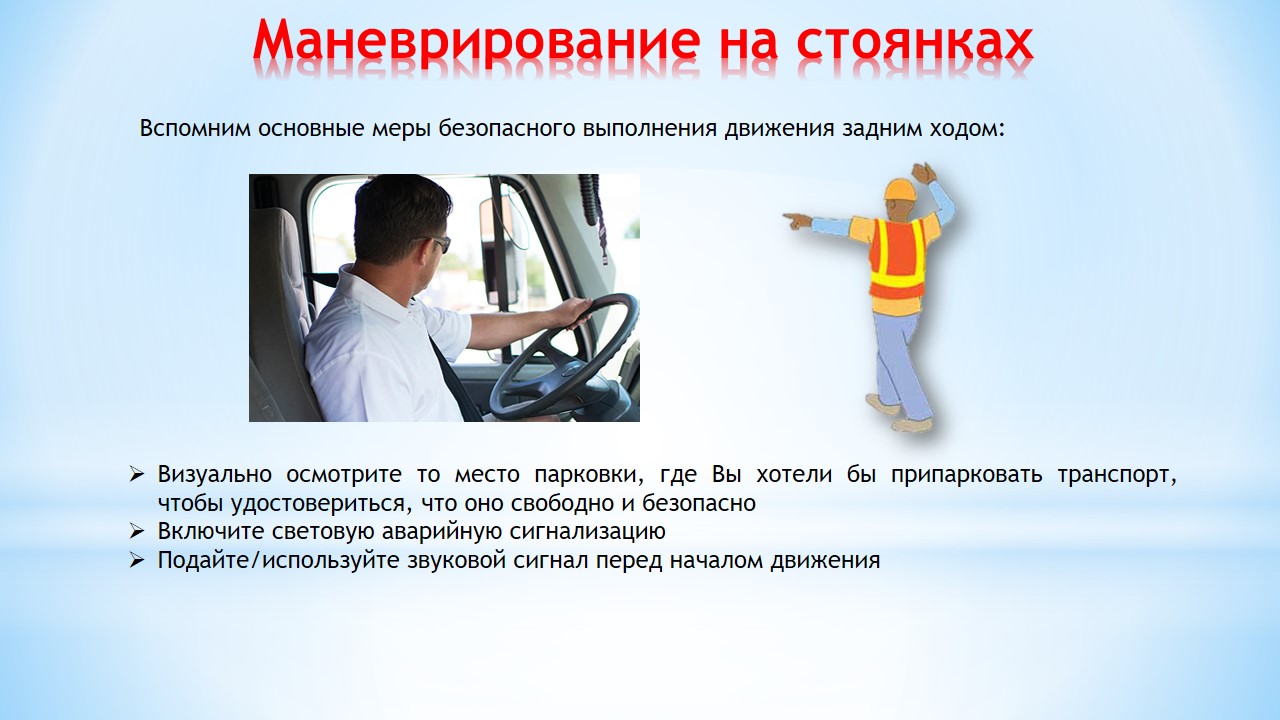 Маневрирование на стоянках
Вспомним основные меры безопасного выполнения движения задним ходом:
➢ Визуально осмотрите то место парковки, где Вы хотели бы припарковать транспорт,
чтобы удостовериться, что оно свободно и безопасно
➢ Включите световую аварийную сигнализацию
➢ Подайте/используйте звуковой сигнал перед началом движения